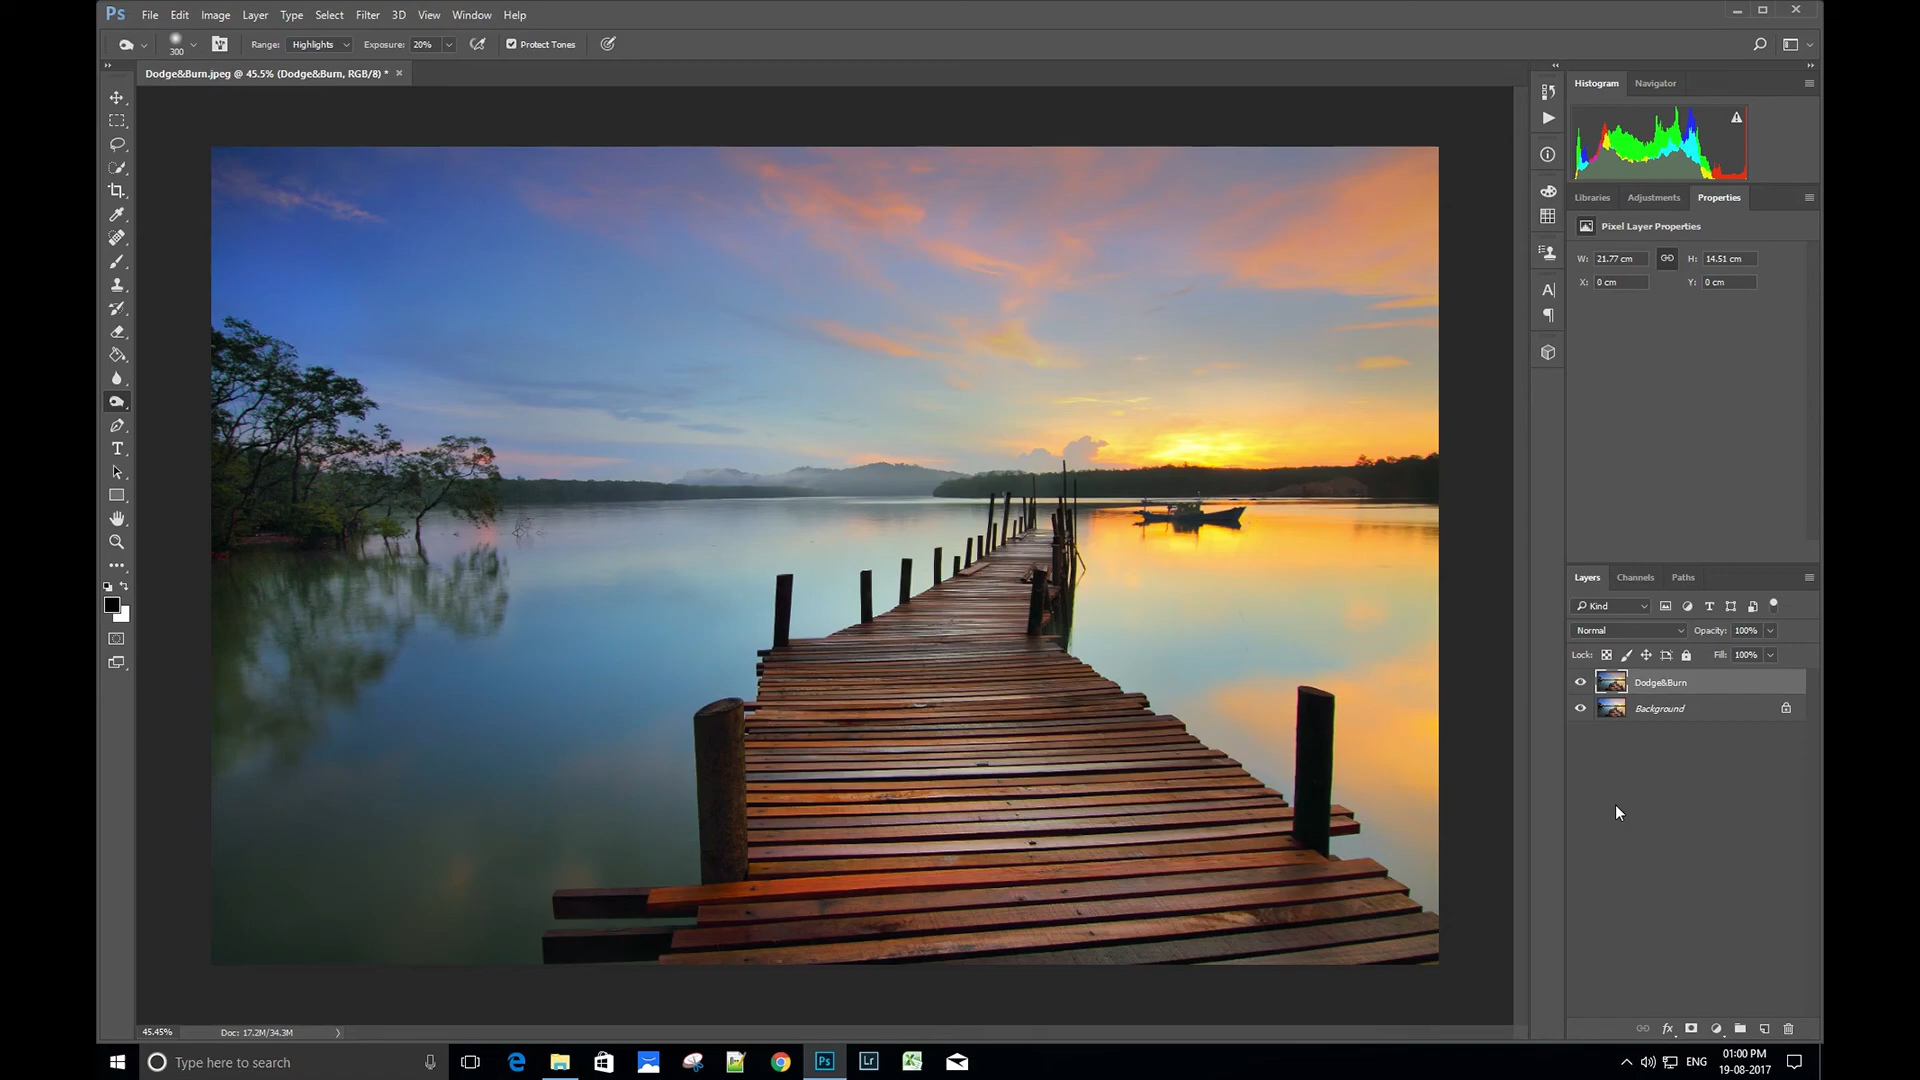 Ps File Edit Image Layer Type Select Filter 3D View Window Help
300 Range: Highlights Exposure: 20% Protect Tones
Dodge&Burn.jpeg @ 45.5% (Dodge&Burn, RGB/8) * ×
Histogram Navigator
Libraries Adjustments Properties
Pixel Layer Properties
W: 21.77 cm H: 14.51 cm
X: 0 cm Y: 0 cm
Layers Channels Paths
Kind
Normal Opacity: 100%
Lock: Fill: 100%
Dodge&Burn
Background
45.45% Doc: 17.2M/34.3M
Type here to search Ps Lr ENG 01:00 PM
19-08-2017